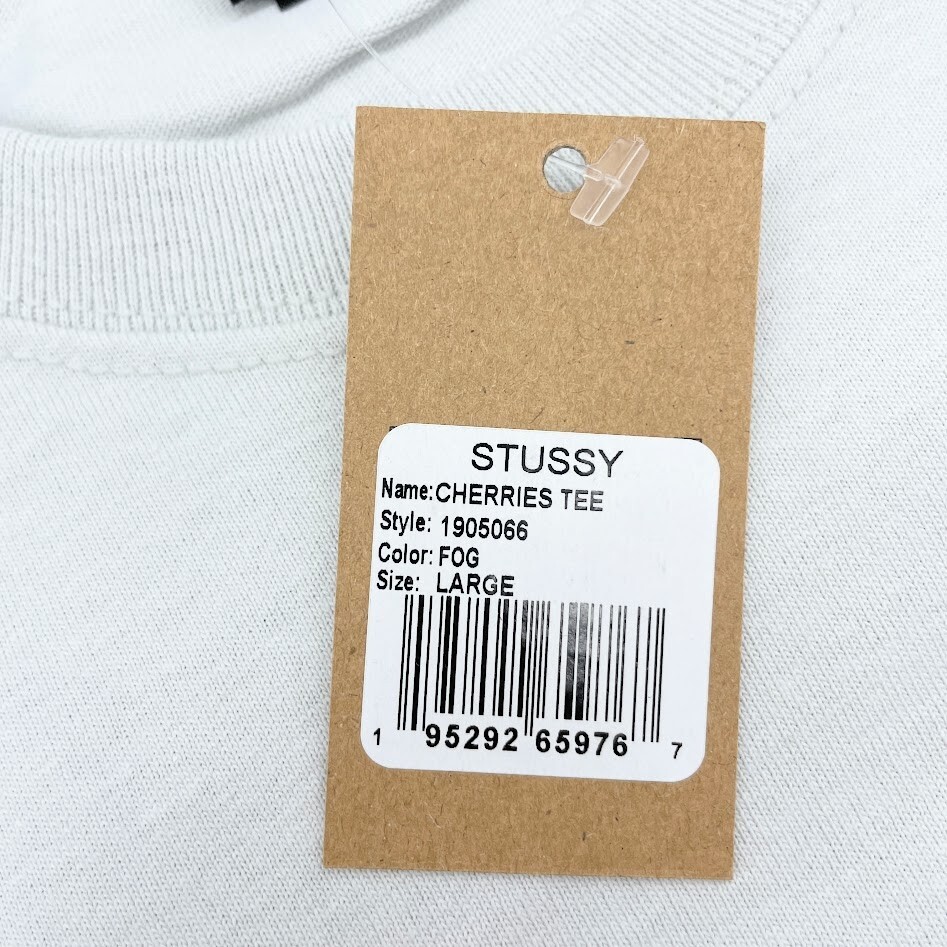 STUSSY
Name:CHERRIES TEE
Style: 1905066
Color: FOG
Size: LARGE
1 95292 65976 7